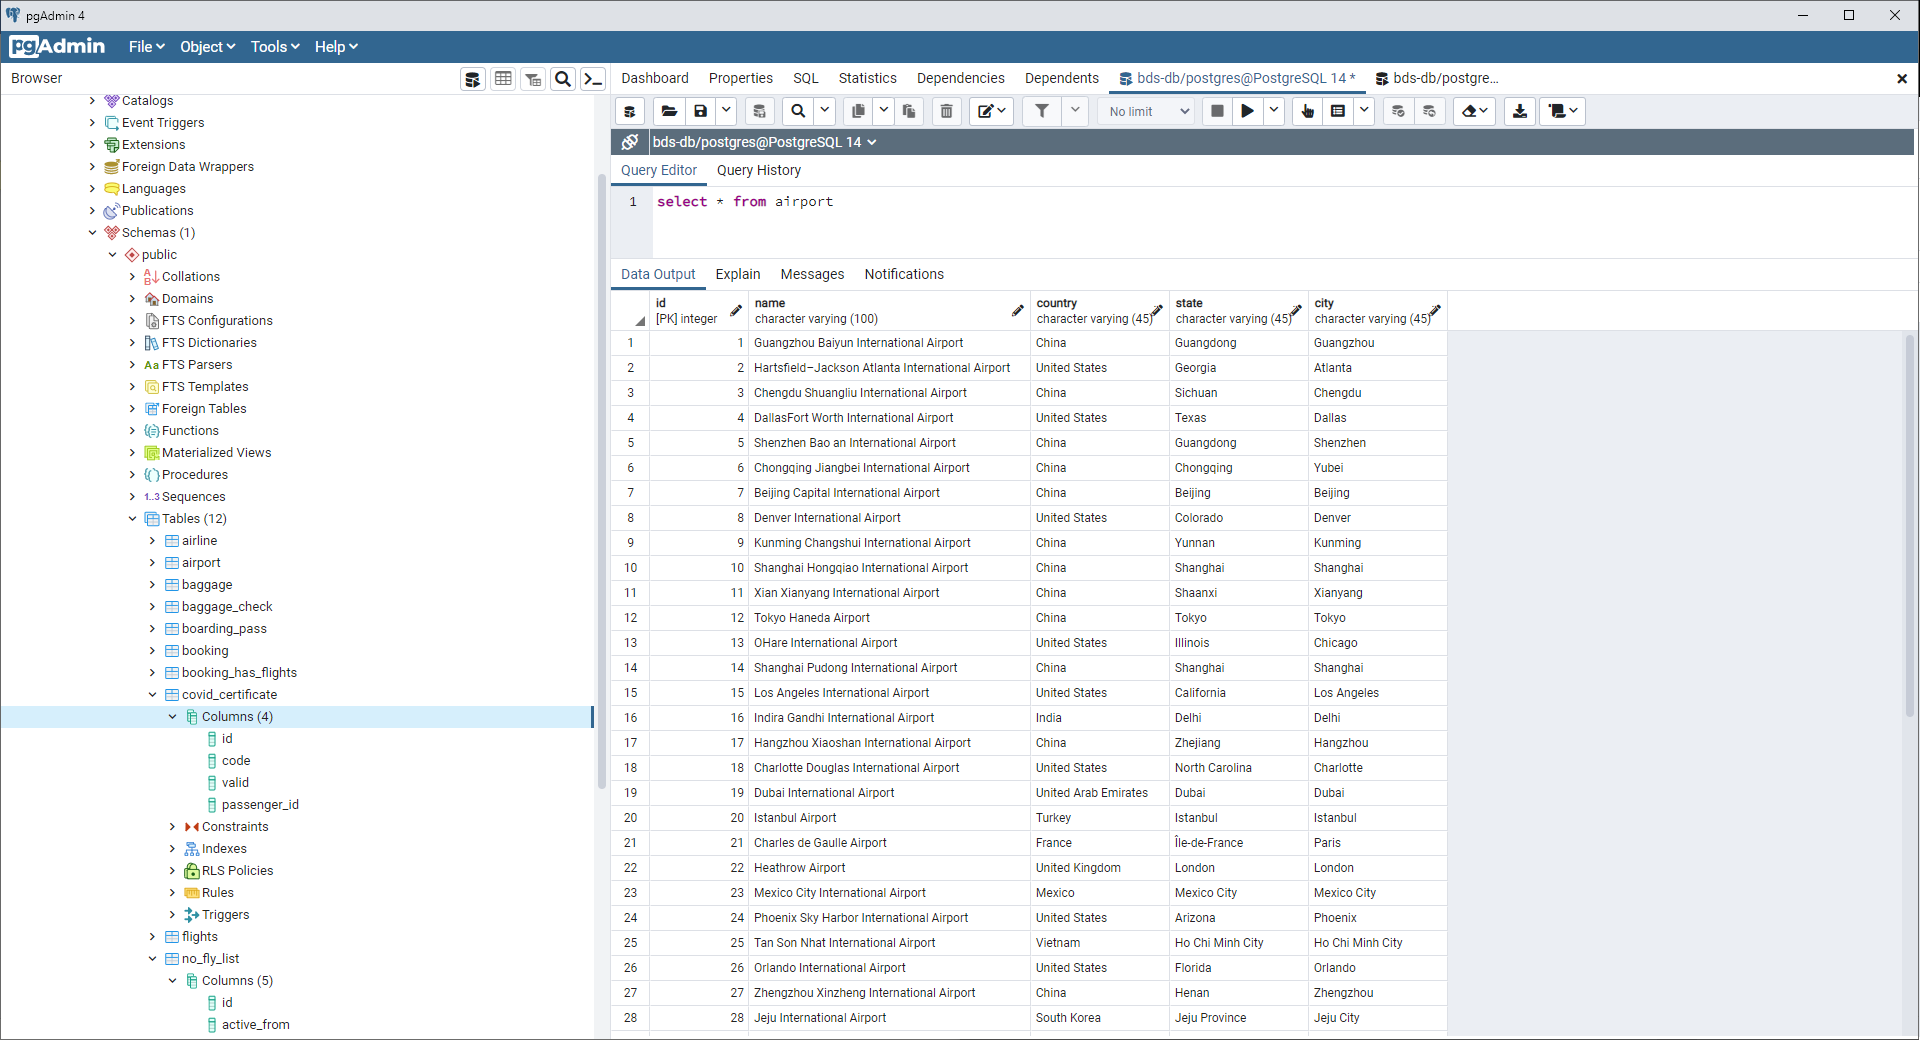 pgAdmin 4
pgAdmin File Object Tools Help
Browser
Dashboard Properties SQL Statistics Dependencies Dependents bds-db/postgres@PostgreSQL 14 * bds-db/postgre...
No limit
bds-db/postgres@PostgreSQL 14
Query Editor Query History
1 select * from airport
Catalogs
Event Triggers
Extensions
Foreign Data Wrappers
Languages
Publications
Schemas (1)
public
Collations
Domains
FTS Configurations
FTS Dictionaries
Aa FTS Parsers
FTS Templates
Foreign Tables
Functions
Materialized Views
Procedures
1..3 Sequences
Tables (12)
airline
airport
baggage
baggage_check
boarding_pass
booking
booking_has_flights
covid_certificate
Columns (4)
id
code
valid
passenger_id
Constraints
Indexes
RLS Policies
Rules
Triggers
flights
no_fly_list
Columns (5)
id
active_from
Data Output Explain Messages Notifications
id name country state city
[PK] integer character varying (100) character varying (45) character varying (45) character varying (45)
1 1 Guangzhou Baiyun International Airport China Guangdong Guangzhou
2 2 Hartsfield–Jackson Atlanta International Airport United States Georgia Atlanta
3 3 Chengdu Shuangliu International Airport China Sichuan Chengdu
4 4 DallasFort Worth International Airport United States Texas Dallas
5 5 Shenzhen Bao an International Airport China Guangdong Shenzhen
6 6 Chongqing Jiangbei International Airport China Chongqing Yubei
7 7 Beijing Capital International Airport China Beijing Beijing
8 8 Denver International Airport United States Colorado Denver
9 9 Kunming Changshui International Airport China Yunnan Kunming
10 10 Shanghai Hongqiao International Airport China Shanghai Shanghai
11 11 Xian Xianyang International Airport China Shaanxi Xianyang
12 12 Tokyo Haneda Airport China Tokyo Tokyo
13 13 OHare International Airport United States Illinois Chicago
14 14 Shanghai Pudong International Airport China Shanghai Shanghai
15 15 Los Angeles International Airport United States California Los Angeles
16 16 Indira Gandhi International Airport India Delhi Delhi
17 17 Hangzhou Xiaoshan International Airport China Zhejiang Hangzhou
18 18 Charlotte Douglas International Airport United States North Carolina Charlotte
19 19 Dubai International Airport United Arab Emirates Dubai Dubai
20 20 Istanbul Airport Turkey Istanbul Istanbul
21 21 Charles de Gaulle Airport France Île-de-France Paris
22 22 Heathrow Airport United Kingdom London London
23 23 Mexico City International Airport Mexico Mexico City Mexico City
24 24 Phoenix Sky Harbor International Airport United States Arizona Phoenix
25 25 Tan Son Nhat International Airport Vietnam Ho Chi Minh City Ho Chi Minh City
26 26 Orlando International Airport United States Florida Orlando
27 27 Zhengzhou Xinzheng International Airport China Henan Zhengzhou
28 28 Jeju International Airport South Korea Jeju Province Jeju City